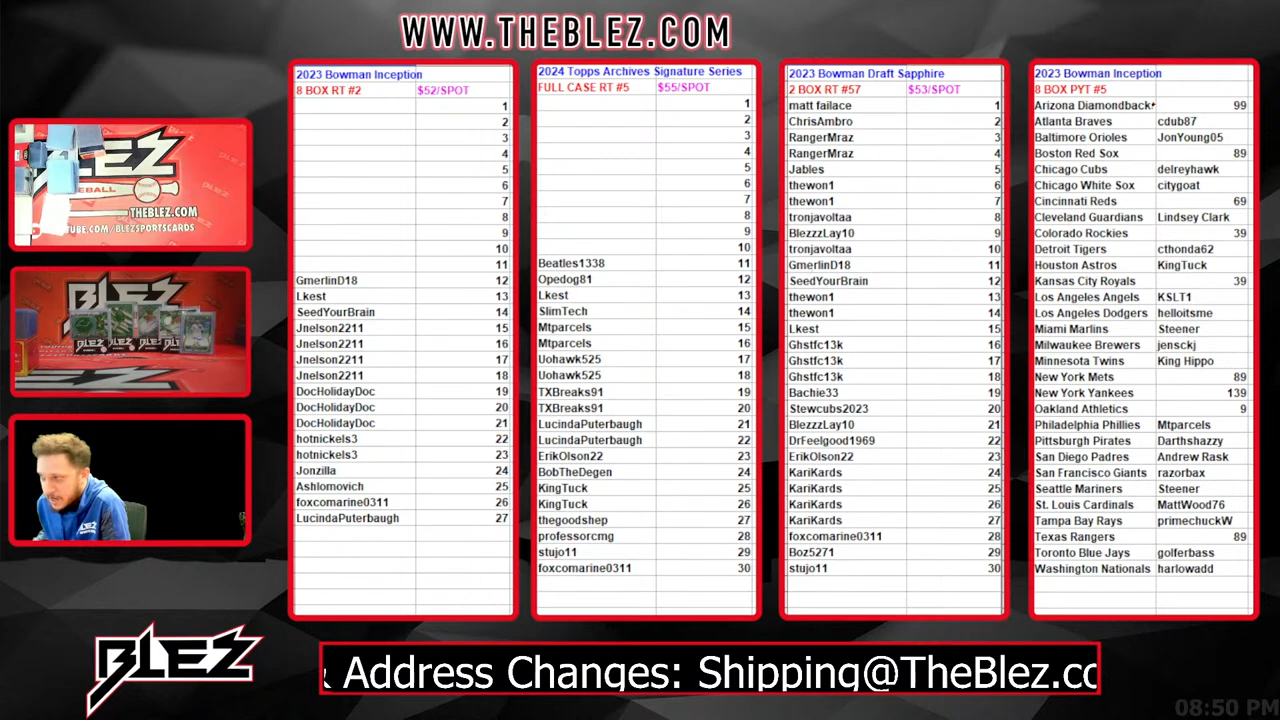 WWW.THEBLEZ.COM
BLEZ
BASEBALL
THEBLEZ.COM
TUBE.COM/BLEZSPORTSCARDS
BLEZ
2023 Bowman Inception
8 BOX RT #2 $52/SPOT
1
2
3
4
5
6
7
8
9
10
11
GmerlinD18 12
Lkest 13
SeedYourBrain 14
Jnelson2211 15
Jnelson2211 16
Jnelson2211 17
Jnelson2211 18
DocHolidayDoc 19
DocHolidayDoc 20
DocHolidayDoc 21
hotnickels3 22
hotnickels3 23
Jonzilla 24
Ashlomovich 25
foxcomarine0311 26
LucindaPuterbaugh 27
2024 Topps Archives Signature Series
FULL CASE RT #5 $55/SPOT
1
2
3
4
5
6
7
8
9
10
Beatles1338 11
Opedog81 12
Lkest 13
SlimTech 14
Mtparcels 15
Mtparcels 16
Uohawk525 17
Uohawk525 18
TXBreaks91 19
TXBreaks91 20
LucindaPuterbaugh 21
LucindaPuterbaugh 22
ErikOlson22 23
BobTheDegen 24
KingTuck 25
KingTuck 26
thegoodshep 27
professorcmg 28
stujo11 29
foxcomarine0311 30
2023 Bowman Draft Sapphire
2 BOX RT #57 $53/SPOT
matt failace 1
ChrisAmbro 2
RangerMraz 3
RangerMraz 4
Jables 5
thewon1 6
thewon1 7
tronjavoltaa 8
BlezzzLay10 9
tronjavoltaa 10
GmerlinD18 11
SeedYourBrain 12
thewon1 13
thewon1 14
Lkest 15
Ghstfc13k 16
Ghstfc13k 17
Ghstfc13k 18
Bachie33 19
Stewcubs2023 20
BlezzzLay10 21
DrFeelgood1969 22
ErikOlson22 23
KariKards 24
KariKards 25
KariKards 26
KariKards 27
foxcomarine0311 28
Boz5271 29
stujo11 30
2023 Bowman Inception
8 BOX PYT #5
Arizona Diamondback 99
Atlanta Braves cdub87
Baltimore Orioles JonYoung05
Boston Red Sox 89
Chicago Cubs delreyhawk
Chicago White Sox citygoat
Cincinnati Reds 69
Cleveland Guardians Lindsey Clark
Colorado Rockies 39
Detroit Tigers cthonda62
Houston Astros KingTuck
Kansas City Royals 39
Los Angeles Angels KSLT1
Los Angeles Dodgers helloitsme
Miami Marlins Steener
Milwaukee Brewers jensckj
Minnesota Twins King Hippo
New York Mets 89
New York Yankees 139
Oakland Athletics 9
Philadelphia Phillies Mtparcels
Pittsburgh Pirates Darthshazzy
San Diego Padres Andrew Rask
San Francisco Giants razorbax
Seattle Mariners Steener
St. Louis Cardinals MattWood76
Tampa Bay Rays primechuckW
Texas Rangers 89
Toronto Blue Jays golferbass
Washington Nationals harlowadd
BLEZ
Address Changes: Shipping@TheBlez.co
08:50 PM